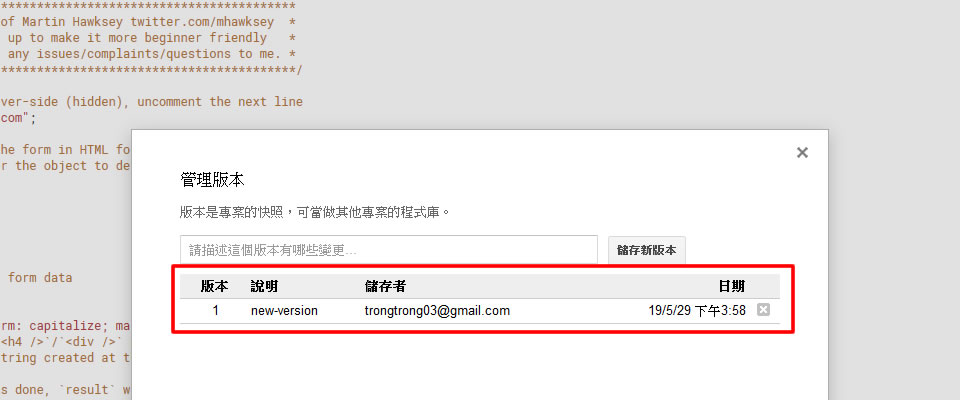 ******************************************
of Martin Hawksey twitter.com/mhawksey *
up to make it more beginner friendly *
any issues/complaints/questions to me. *
******************************************/
ver-side (hidden), uncomment the next line
com";
he form in HTML fo
r the object to de
form data
rm: capitalize; ma
<h4 />`/`<div />`
tring created at t
s done, `result` w
×
管理版本
版本是專案的快照，可當做其他專案的程式庫。
請描述這個版本有哪些變更... 儲存新版本
版本 說明 儲存者 日期
1 new-version trongtrong03@gmail.com 19/5/29 下午3:58